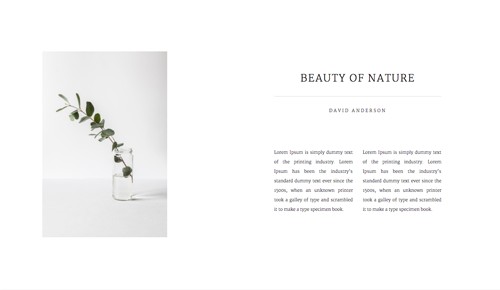 BEAUTY OF NATURE
DAVID ANDERSON
Lorem Ipsum is simply dummy text
of the printing industry. Lorem
Ipsum has been the industry's
standard dummy text ever since the
1500s, when an unknown printer
took a galley of type and scrambled
it to make a type specimen book.
Lorem Ipsum is simply dummy text
of the printing industry. Lorem
Ipsum has been the industry's
standard dummy text ever since the
1500s, when an unknown printer
took a galley of type and scrambled
it to make a type specimen book.